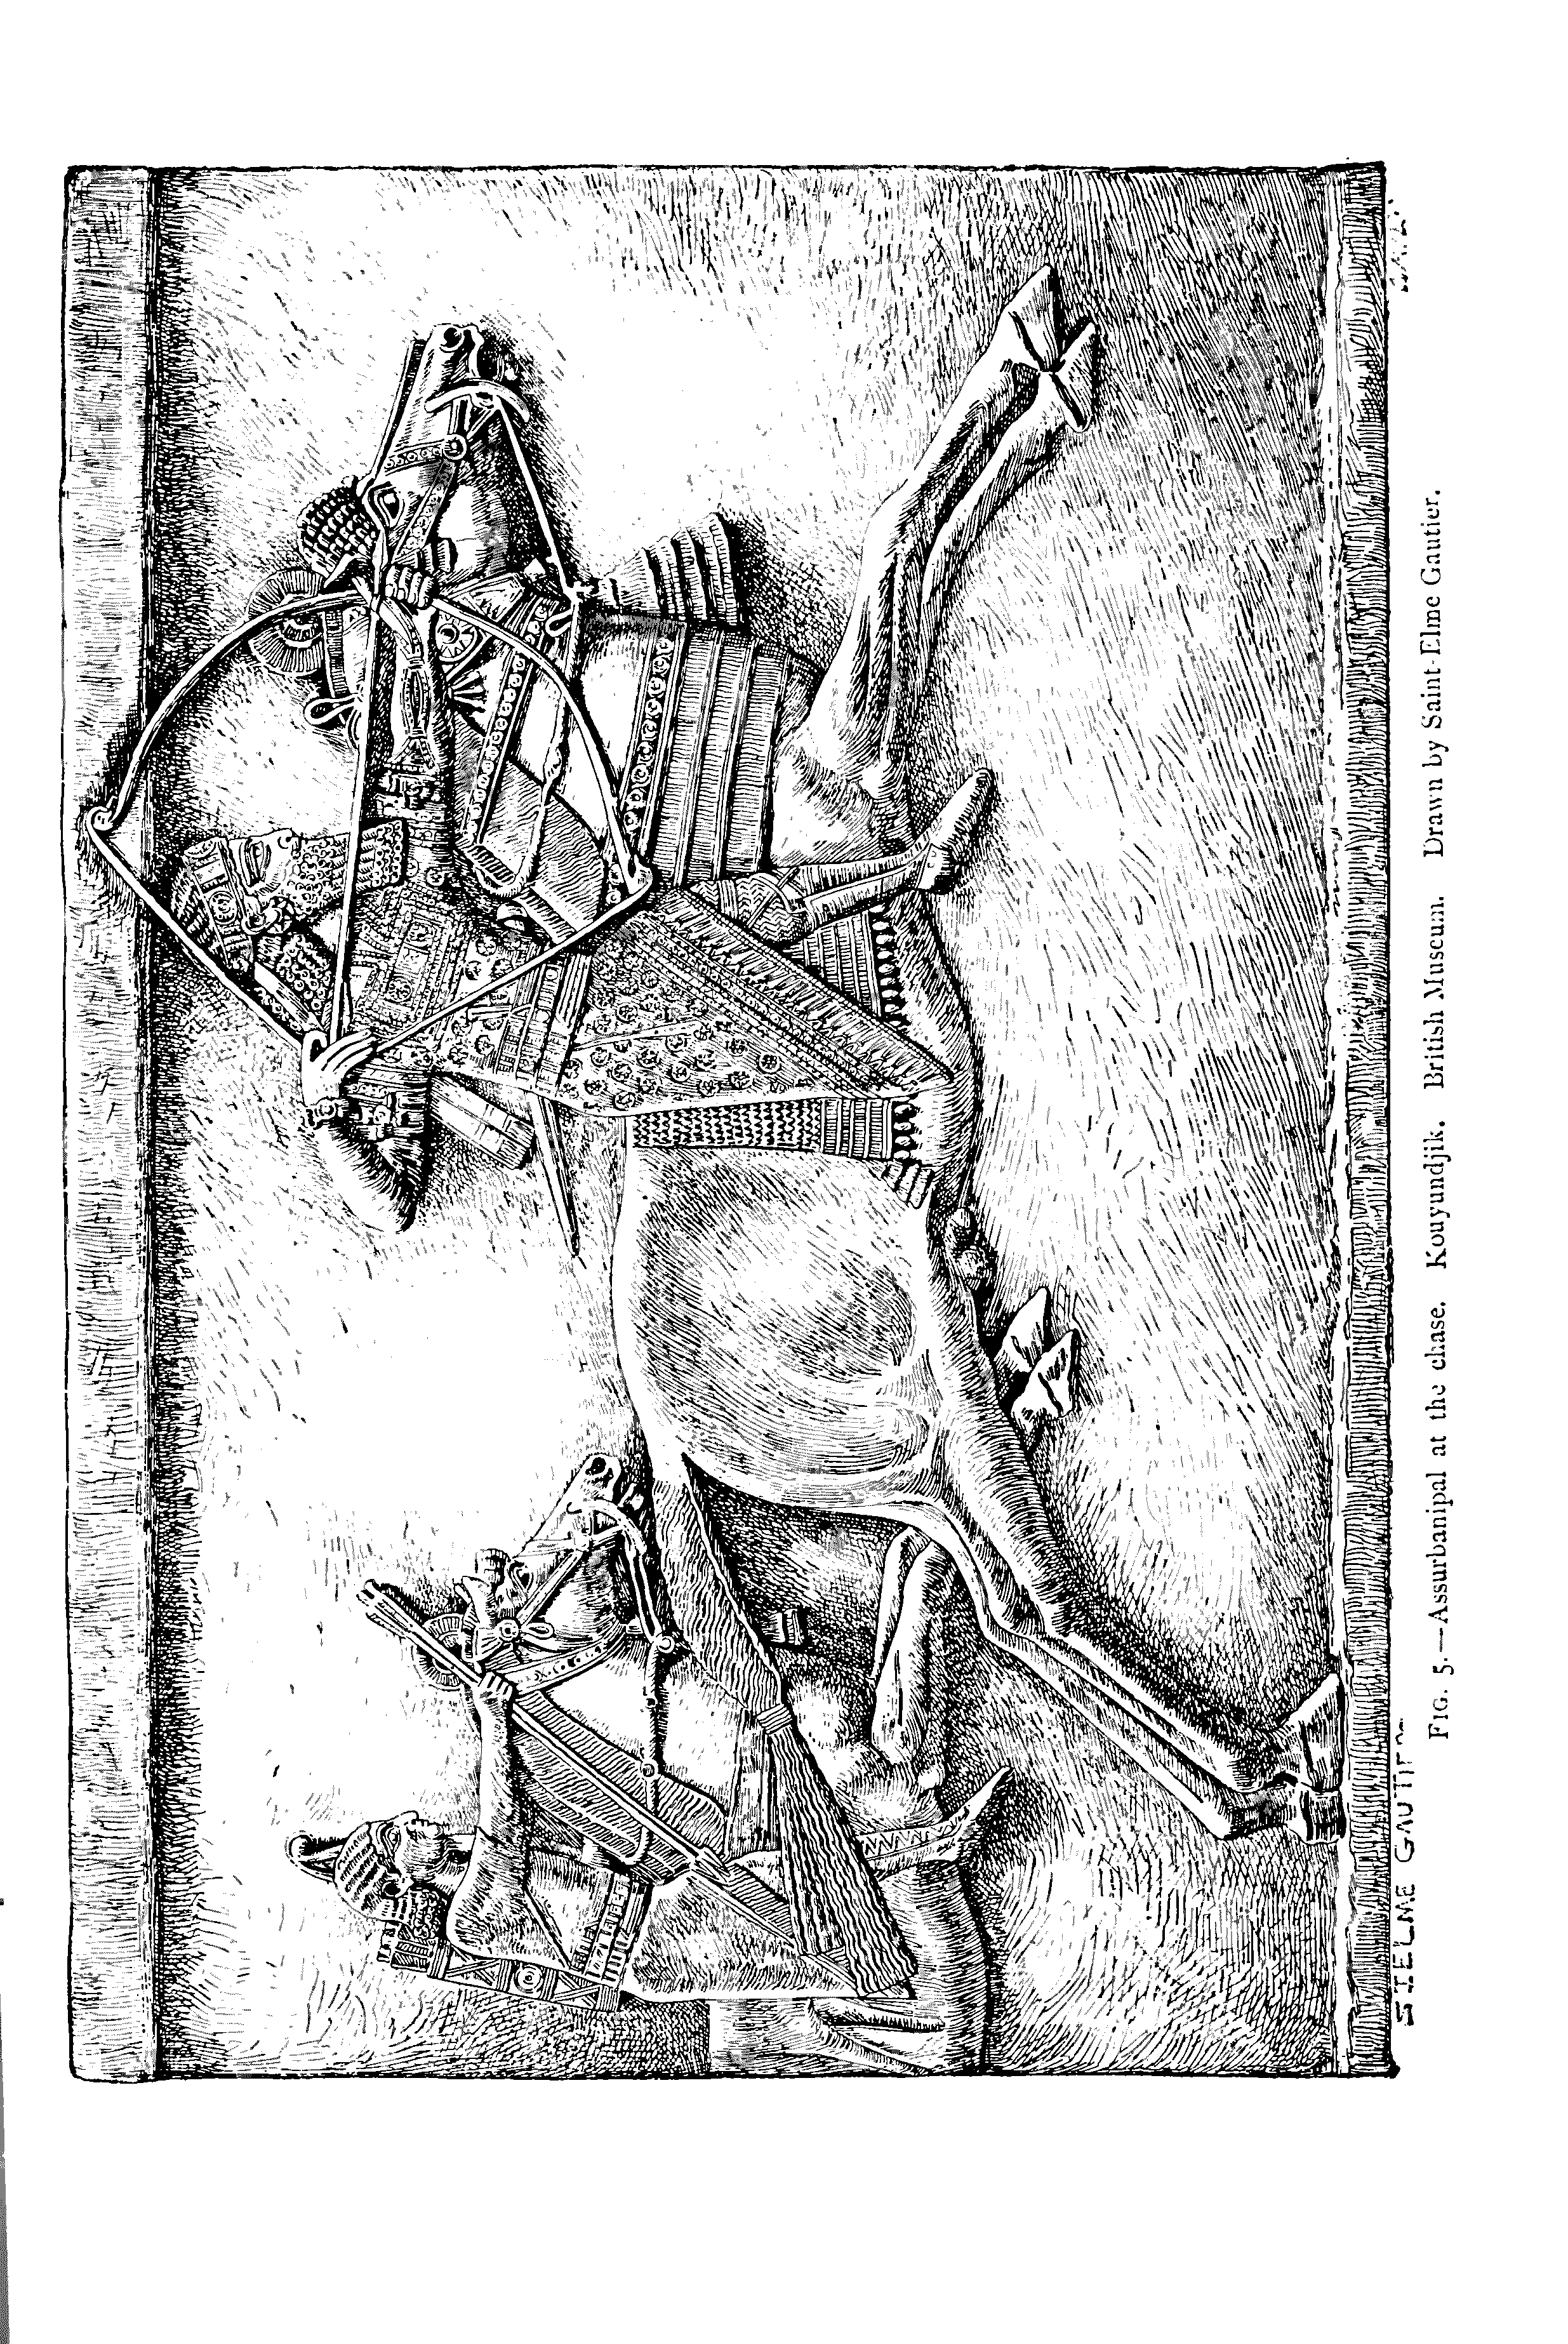 ST ELME GAUTIER
FIG. 5.—Assurbanipal at the chase. Kouyundjik. British Museum. Drawn by Saint-Elme Gautier.